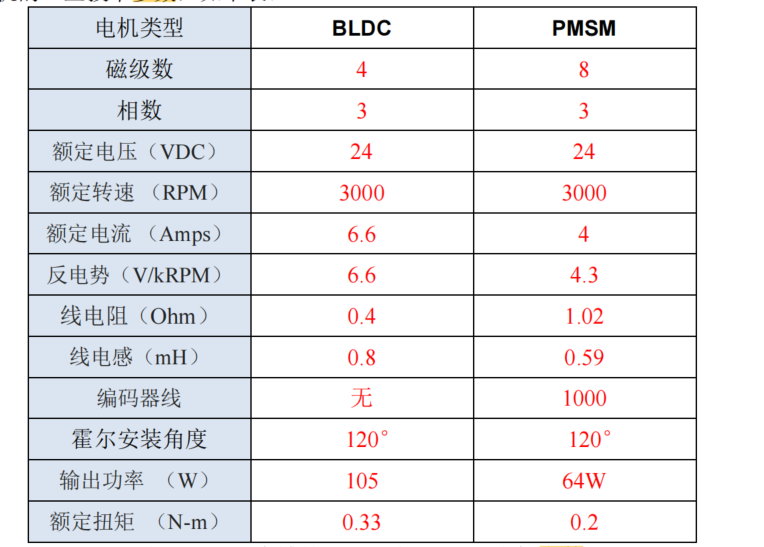 电机类型 BLDC PMSM
磁级数 4 8
相数 3 3
额定电压（VDC） 24 24
额定转速 （RPM） 3000 3000
额定电流 （Amps） 6.6 4
反电势（V/kRPM） 6.6 4.3
线电阻（Ohm） 0.4 1.02
线电感（mH） 0.8 0.59
编码器线 无 1000
霍尔安装角度 120° 120°
输出功率 （W） 105 64W
额定扭矩 （N-m） 0.33 0.2